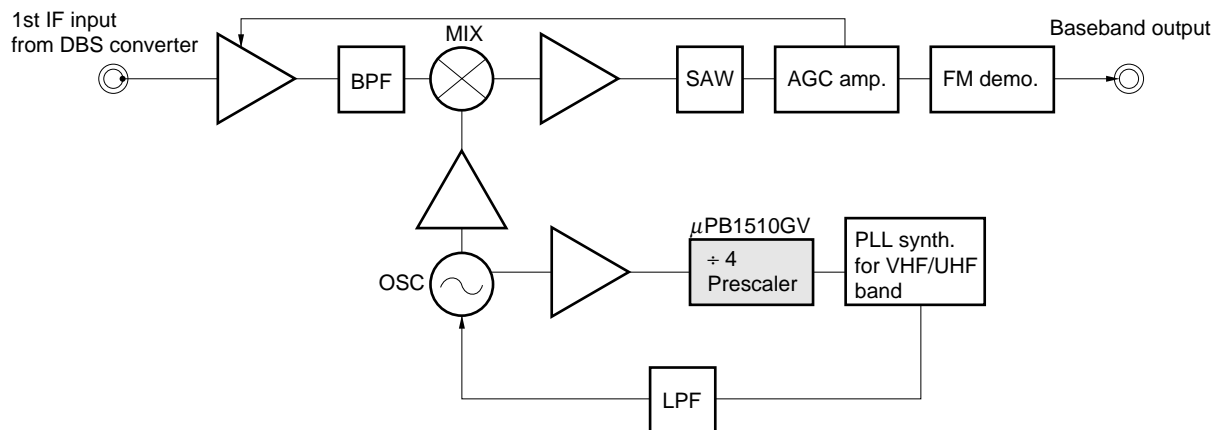 1st IF input
from DBS converter
MIX
Baseband output
BPF
SAW
AGC amp.
FM demo.
μPB1510GV
OSC
÷ 4
Prescaler
PLL synth.
for VHF/UHF
band
LPF